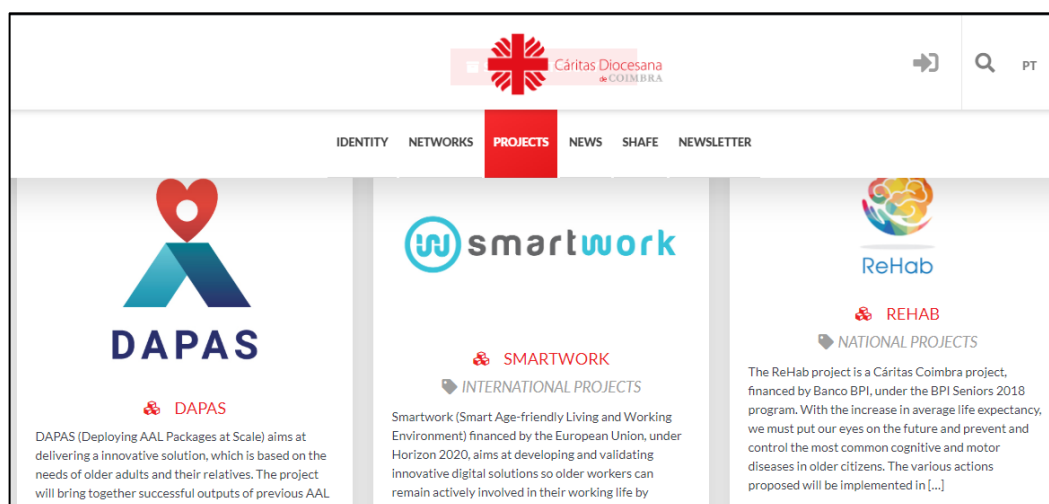 Cáritas Diocesana
de COIMBRA
PT
IDENTITY NETWORKS PROJECTS NEWS SHAFE NEWSLETTER
DAPAS
DAPAS
DAPAS (Deploying AAL Packages at Scale) aims at
delivering a innovative solution, which is based on the
needs of older adults and their relatives. The project
will bring together successful outputs of previous AAL
smartwork
SMARTWORK
INTERNATIONAL PROJECTS
Smartwork (Smart Age-friendly Living and Working
Environment) financed by the European Union, under
Horizon 2020, aims at developing and validating
innovative digital solutions so older workers can
remain actively involved in their working life by
ReHab
REHAB
NATIONAL PROJECTS
The ReHab project is a Cáritas Coimbra project,
financed by Banco BPI, under the BPI Seniors 2018
program. With the increase in average life expectancy,
we must put our eyes on the future and prevent and
control the most common cognitive and motor
diseases in older citizens. The various actions
proposed will be implemented in [...]